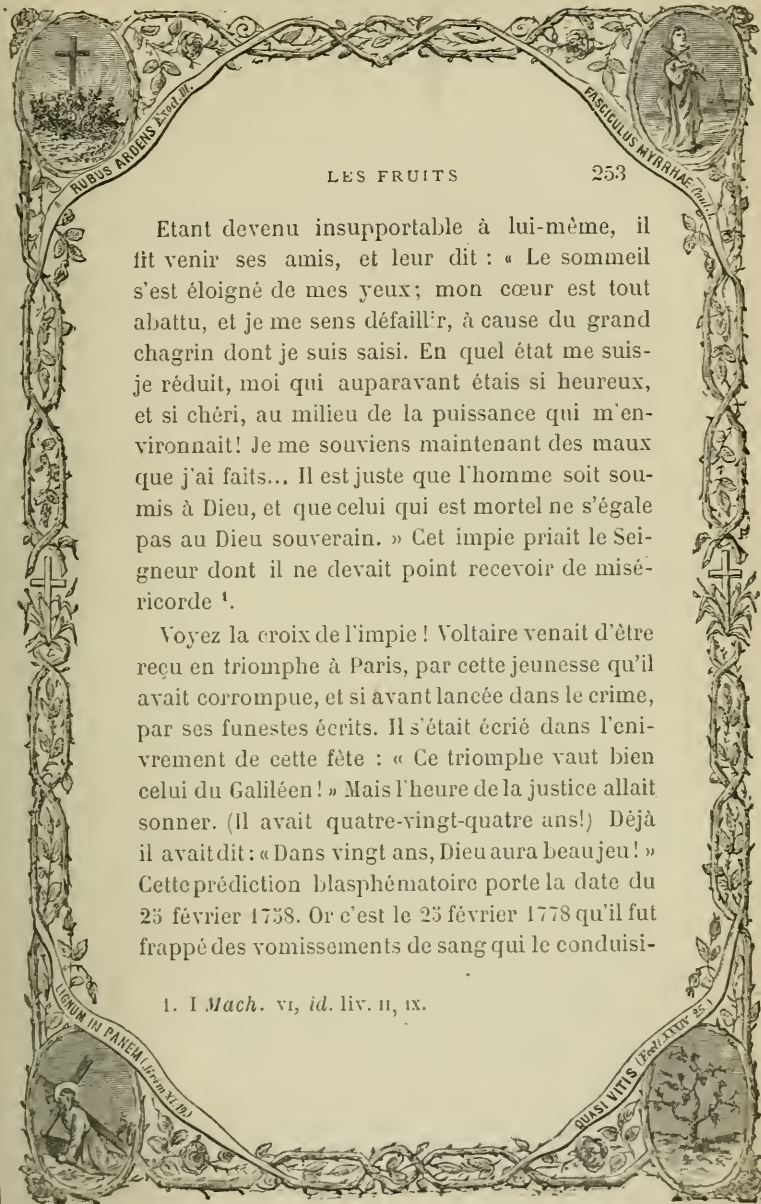 RUBUS ARDENS Exod. III.
FASCICULUS MYRRHAE Cant. I.
LES FRUITS 253
Etant devenu insupportable à lui-même, il
fit venir ses amis, et leur dit : « Le sommeil
s'est éloigné de mes yeux; mon cœur est tout
abattu, et je me sens défaillir, à cause du grand
chagrin dont je suis saisi. En quel état me suis-
je réduit, moi qui auparavant étais si heureux,
et si chéri, au milieu de la puissance qui m'en-
vironnait! Je me souviens maintenant des maux
que j'ai faits... Il est juste que l'homme soit sou-
mis à Dieu, et que celui qui est mortel ne s'égale
pas au Dieu souverain. » Cet impie priait le Sei-
gneur dont il ne devait point recevoir de misé-
ricorde 1.
Voyez la croix de l'impie ! Voltaire venait d'être
reçu en triomphe à Paris, par cette jeunesse qu'il
avait corrompue, et si avant lancée dans le crime,
par ses funestes écrits. Il s'était écrié dans l'eni-
vrement de cette fête : « Ce triomphe vaut bien
celui du Galiléen ! » Mais l'heure de la justice allait
sonner. (Il avait quatre-vingt-quatre ans!) Déjà
il avait dit : « Dans vingt ans, Dieu aura beau jeu ! »
Cette prédiction blasphématoire porte la date du
25 février 1758. Or c'est le 25 février 1778 qu'il fut
frappé des vomissements de sang qui le conduisi-
1. I Mach. VI, id. liv. II, IX.
LIGNUM IN PANEM (Jerem XI. 19.)
QUASI VITIS (Eccli. XXIV 25.)